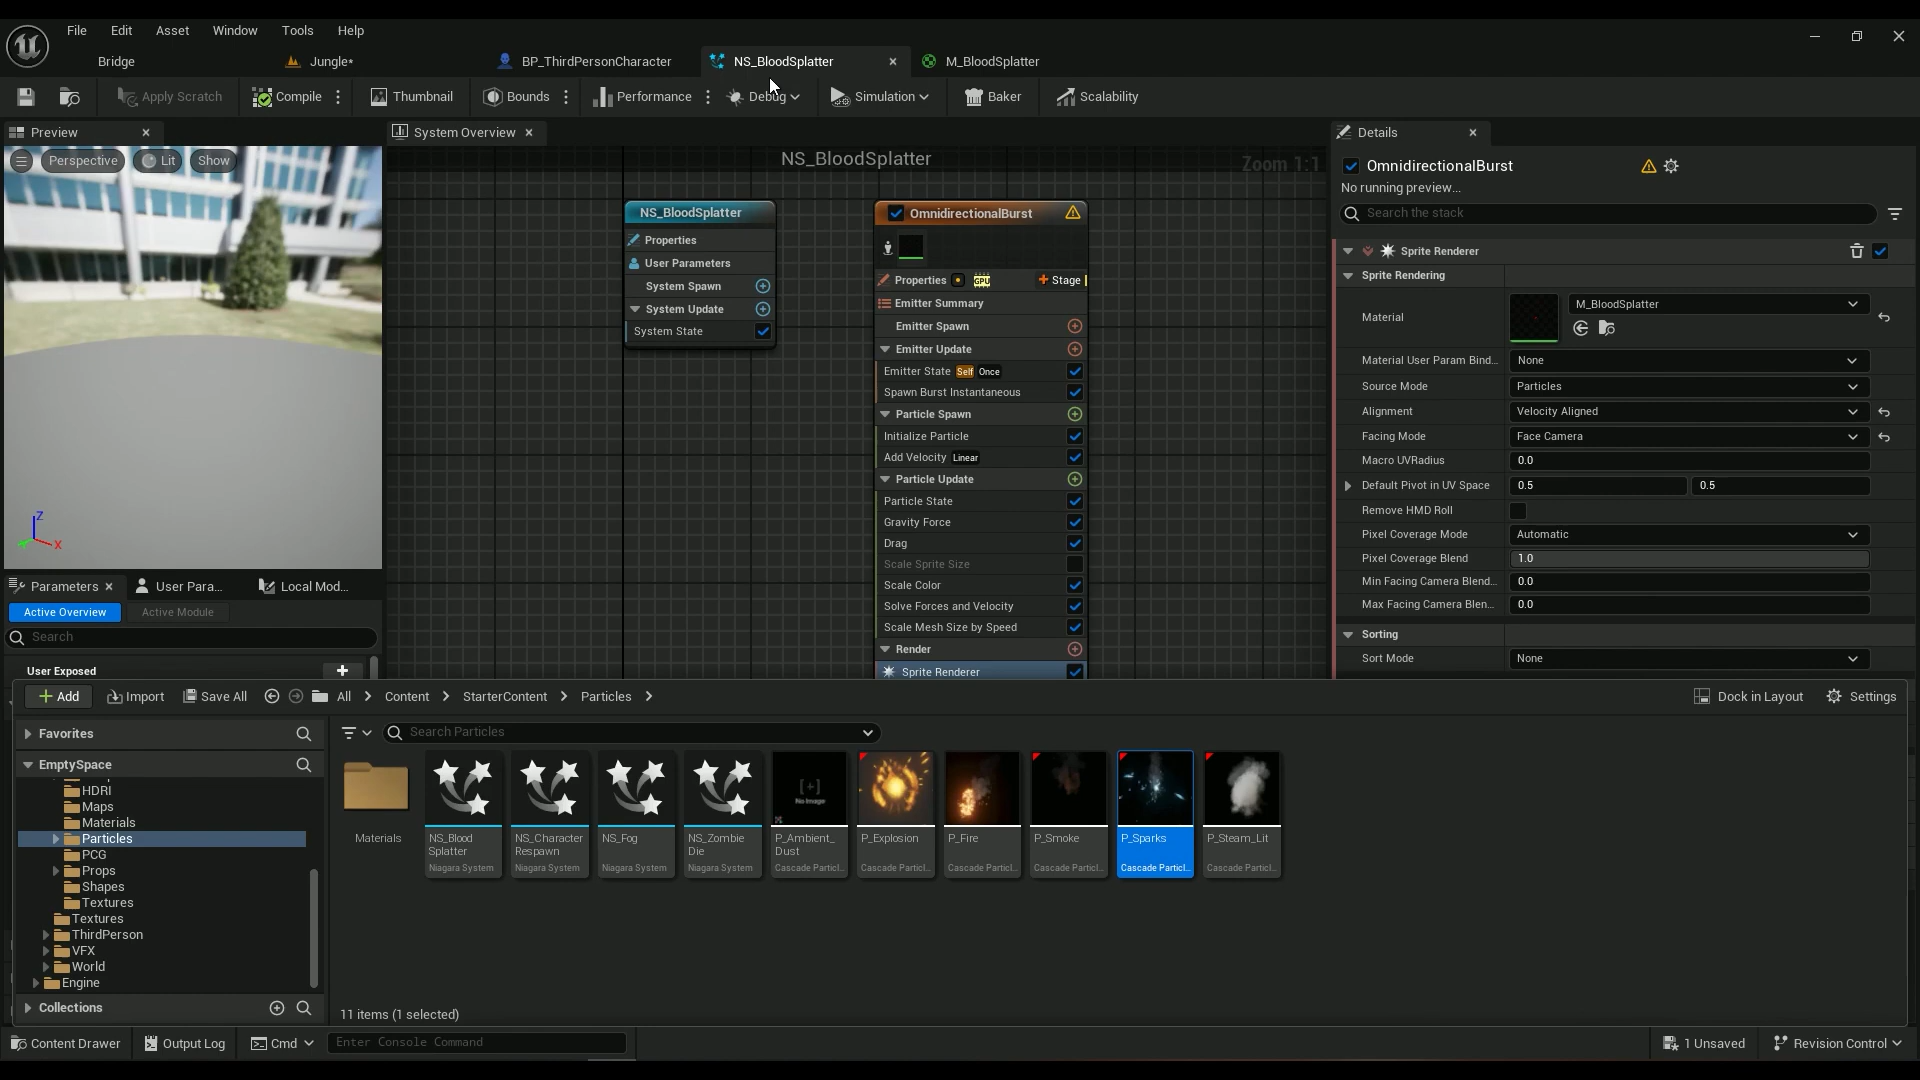 File Edit Asset Window Tools Help
Bridge Jungle* BP_ThirdPersonCharacter NS_BloodSplatter M_BloodSplatter
Apply Scratch Compile Thumbnail Bounds Performance Debug Simulation Baker Scalability
Preview System Overview Details
Perspective Lit Show NS_BloodSplatter Zoom 1:1
OmnidirectionalBurst
No running preview...
Search the stack
NS_BloodSplatter OmnidirectionalBurst
Properties
User Parameters
System Spawn
System Update
System State
Properties GPU Stage
Emitter Summary
Emitter Spawn
Emitter Update
Emitter State Self Once
Spawn Burst Instantaneous
Particle Spawn
Initialize Particle
Add Velocity Linear
Particle Update
Particle State
Gravity Force
Drag
Scale Sprite Size
Scale Color
Solve Forces and Velocity
Scale Mesh Size by Speed
Render
Sprite Renderer
Sprite Renderer
Sprite Rendering
Material M_BloodSplatter
Material User Param Bind... None
Source Mode Particles
Alignment Velocity Aligned
Facing Mode Face Camera
Macro UVRadius 0.0
Default Pivot in UV Space 0.5 0.5
Remove HMD Roll
Pixel Coverage Mode Automatic
Pixel Coverage Blend 1.0
Min Facing Camera Blend... 0.0
Max Facing Camera Blen... 0.0
Sorting
Sort Mode None
Z
X
Parameters User Para... Local Mod...
Active Overview Active Module
Search
User Exposed
Add Import Save All All Content StarterContent Particles Dock in Layout Settings
Favorites
Search Particles
EmptySpace
HDRI
Maps
Materials
Particles
PCG
Props
Shapes
Textures
Textures
ThirdPerson
VFX
World
Engine
Collections
[+]
No Image
Materials
NS_Blood
Splatter
Niagara System
NS_Character
Respawn
Niagara System
NS_Fog
Niagara System
NS_Zombie
Die
Niagara System
P_Ambient_
Dust
Cascade Particl...
P_Explosion
Cascade Particl...
P_Fire
Cascade Particl...
P_Smoke
Cascade Particl...
P_Sparks
Cascade Particl...
P_Steam_Lit
Cascade Particl...
11 items (1 selected)
Content Drawer Output Log Cmd Enter Console Command 1 Unsaved Revision Control